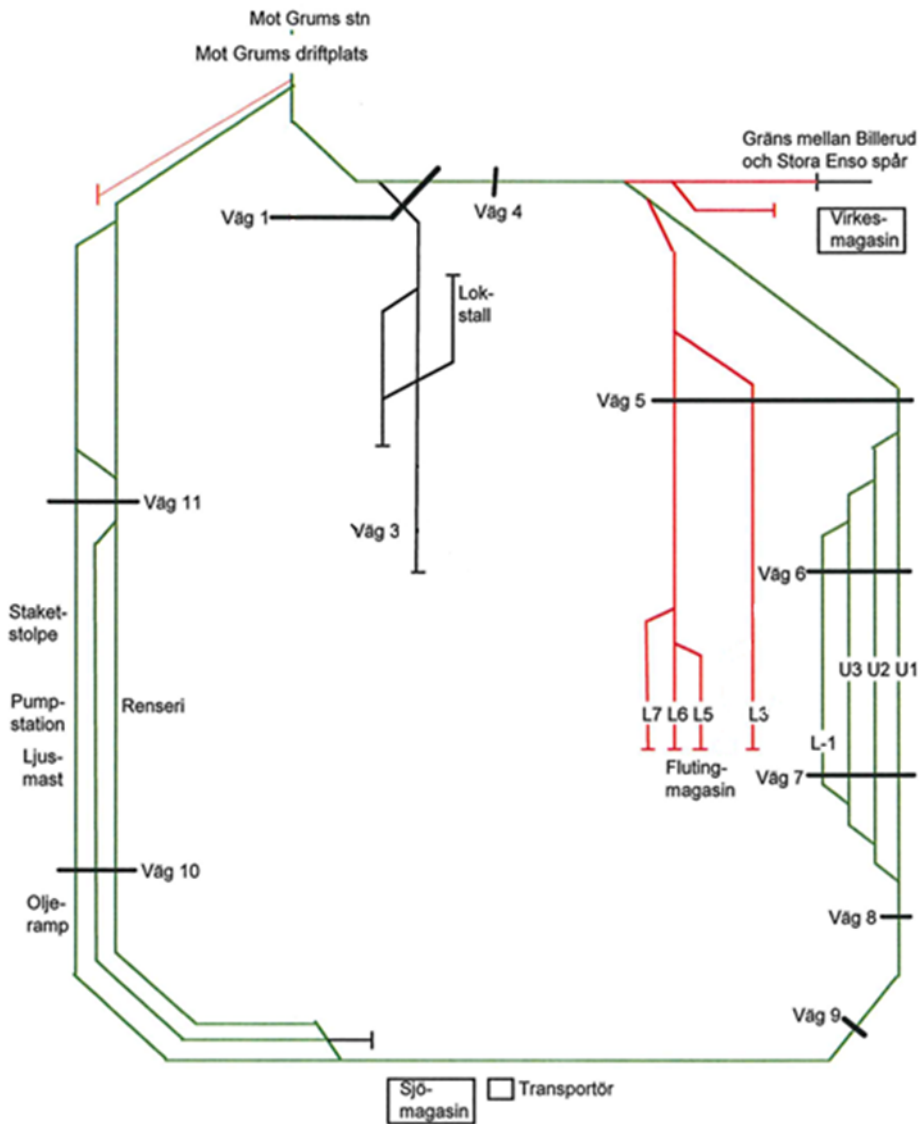 Mot Grums stn
Mot Grums driftplats
Gräns mellan Billerud
och Stora Enso spår
Väg 1
Väg 4
Virkes-
magasin
Lok-
stall
Väg 5
Väg 11
Väg 3
Väg 6
Staket-
stolpe
U3 U2 U1
Pump-
station
Renseri
L7 L6 L5 L3
L-1
Ljus-
mast
Fluting-
magasin
Väg 7
Väg 10
Olje-
ramp
Väg 8
Väg 9
Sjö-
magasin
Transportör